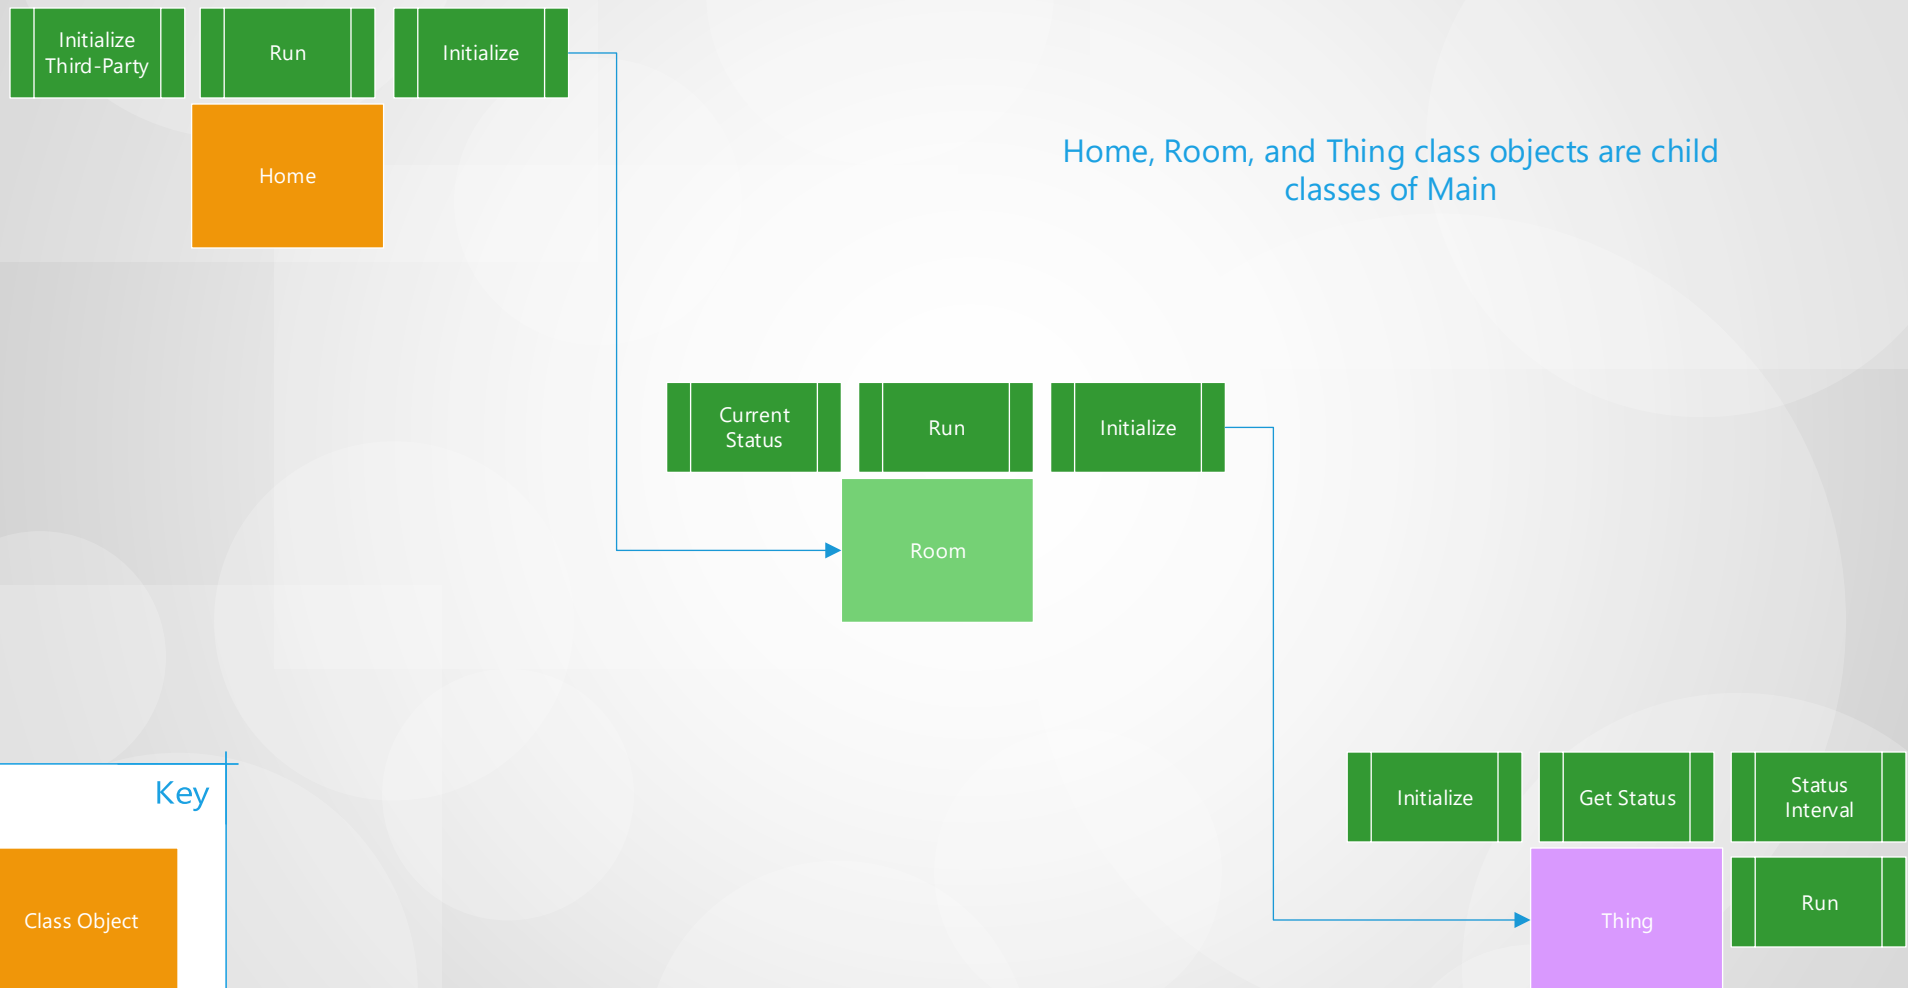 Initialize
Third-Party
Run
Initialize
Home
Home, Room, and Thing class objects are child
classes of Main
Current
Status
Run
Initialize
Room
Key
Class Object
Initialize
Get Status
Status
Interval
Thing
Run